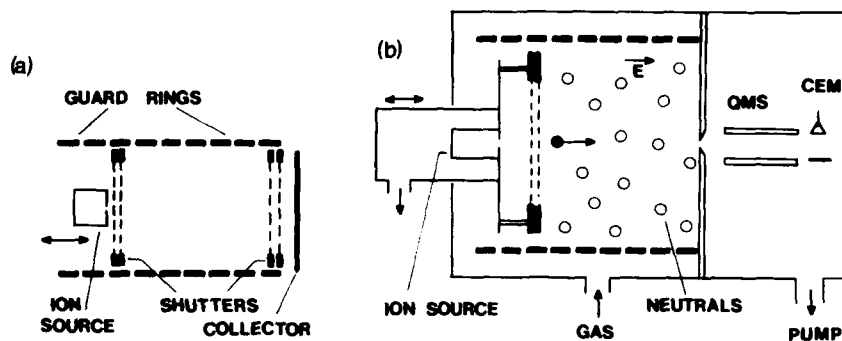 (a)
GUARD RINGS
ION
SOURCE
SHUTTERS
COLLECTOR
(b)
E
QMS
CEM
ION SOURCE
GAS
NEUTRALS
PUMP